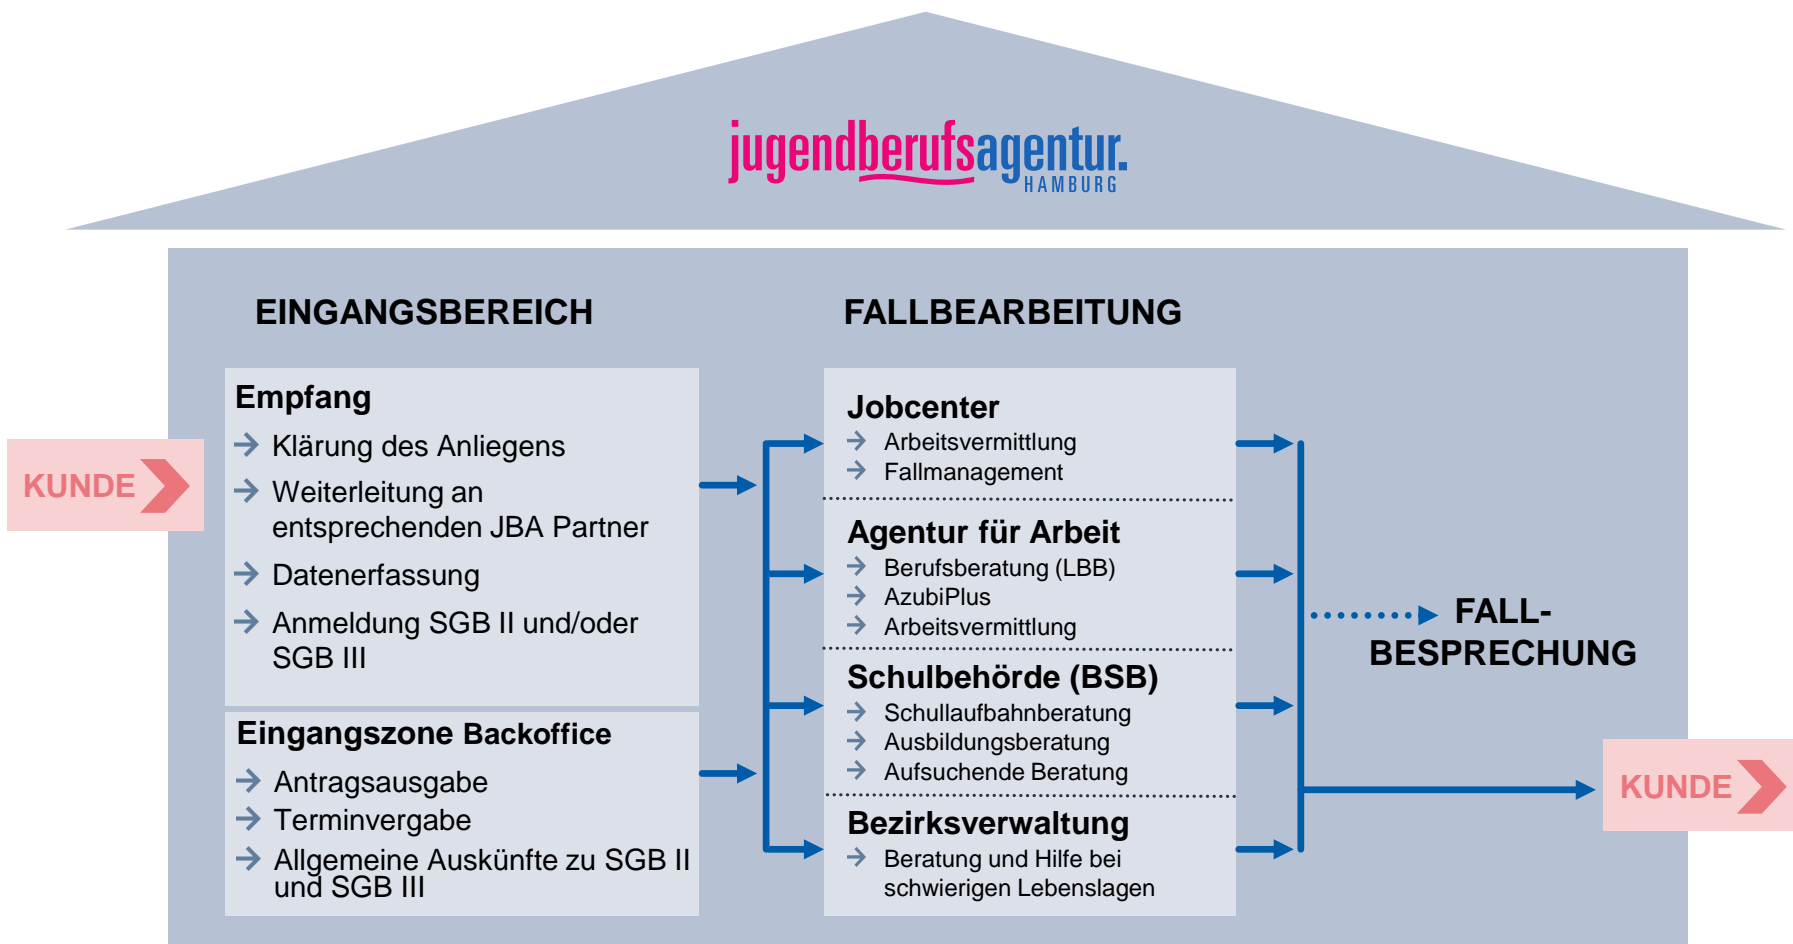 jugendberufsagentur.
HAMBURG
EINGANGSBEREICH
FALLBEARBEITUNG
KUNDE
Empfang
Klärung des Anliegens
Weiterleitung an
entsprechenden JBA Partner
Datenerfassung
Anmeldung SGB II und/oder
SGB III
Eingangszone Backoffice
Antragsausgabe
Terminvergabe
Allgemeine Auskünfte zu SGB II
und SGB III
Jobcenter
Arbeitsvermittlung
Fallmanagement
Agentur für Arbeit
Berufsberatung (LBB)
AzubiPlus
Arbeitsvermittlung
Schulbehörde (BSB)
Schullaufbahnberatung
Ausbildungsberatung
Aufsuchende Beratung
Bezirksverwaltung
Beratung und Hilfe bei
schwierigen Lebenslagen
FALL-
BESPRECHUNG
KUNDE